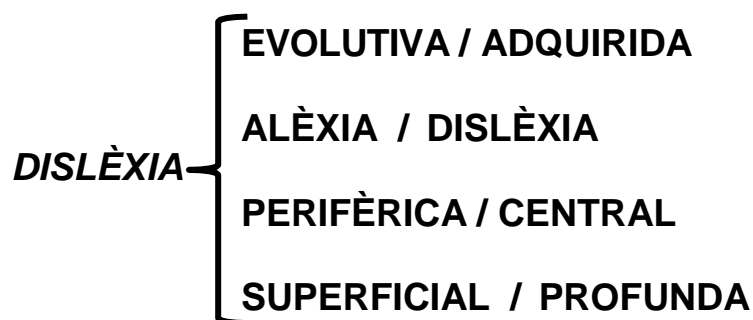 EVOLUTIVA / ADQUIRIDA
ALÈXIA / DISLÈXIA
DISLÈXIA
PERIFÈRICA / CENTRAL
SUPERFICIAL / PROFUNDA